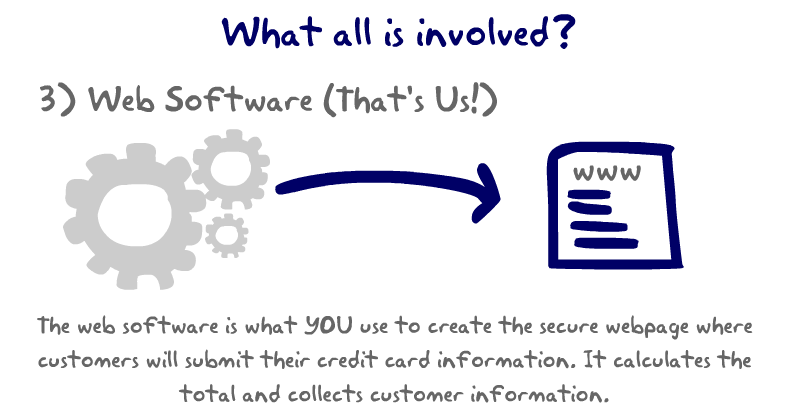 What all is involved?
3) Web Software (That's Us!)
www
The web software is what YOU use to create the secure webpage where
customers will submit their credit card information. It calculates the
total and collects customer information.